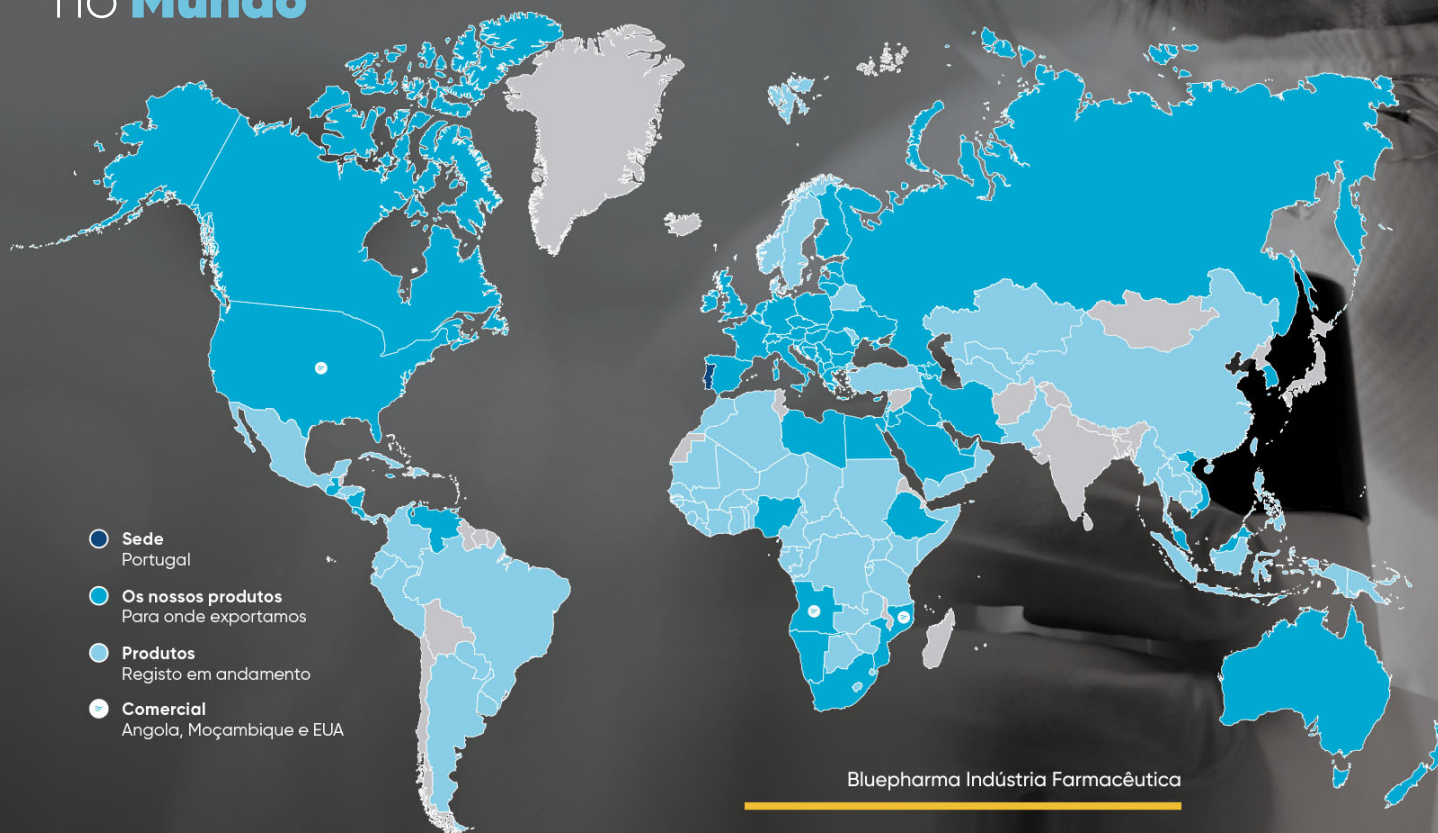 no Mundo
Sede
Portugal
Os nossos produtos
Para onde exportamos
Produtos
Registo em andamento
Comercial
Angola, Moçambique e EUA
Bluepharma Indústria Farmacêutica